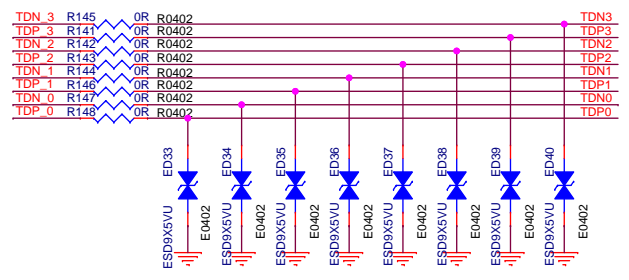 TDN_3 R145 0R R0402 TDN3
TDP_3 R141 0R R0402 TDP3
TDN_2 R142 0R R0402 TDN2
TDP_2 R143 0R R0402 TDP2
TDN_1 R144 0R R0402 TDN1
TDP_1 R146 0R R0402 TDP1
TDN_0 R147 0R R0402 TDN0
TDP_0 R148 0R R0402 TDP0
ED33 ED34 ED35 ED36 ED37 ED38 ED39 ED40
ESD9X5VU E0402 ESD9X5VU E0402 ESD9X5VU E0402 ESD9X5VU E0402 ESD9X5VU E0402 ESD9X5VU E0402 ESD9X5VU E0402 ESD9X5VU E0402